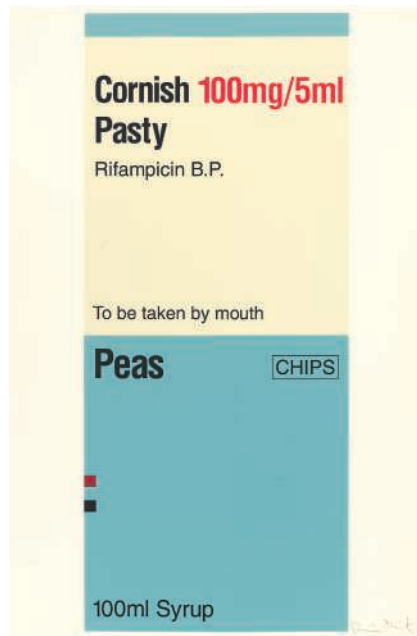 Cornish 100mg/5ml
Pasty
Rifampicin B.P.
To be taken by mouth
Peas CHIPS
100ml Syrup